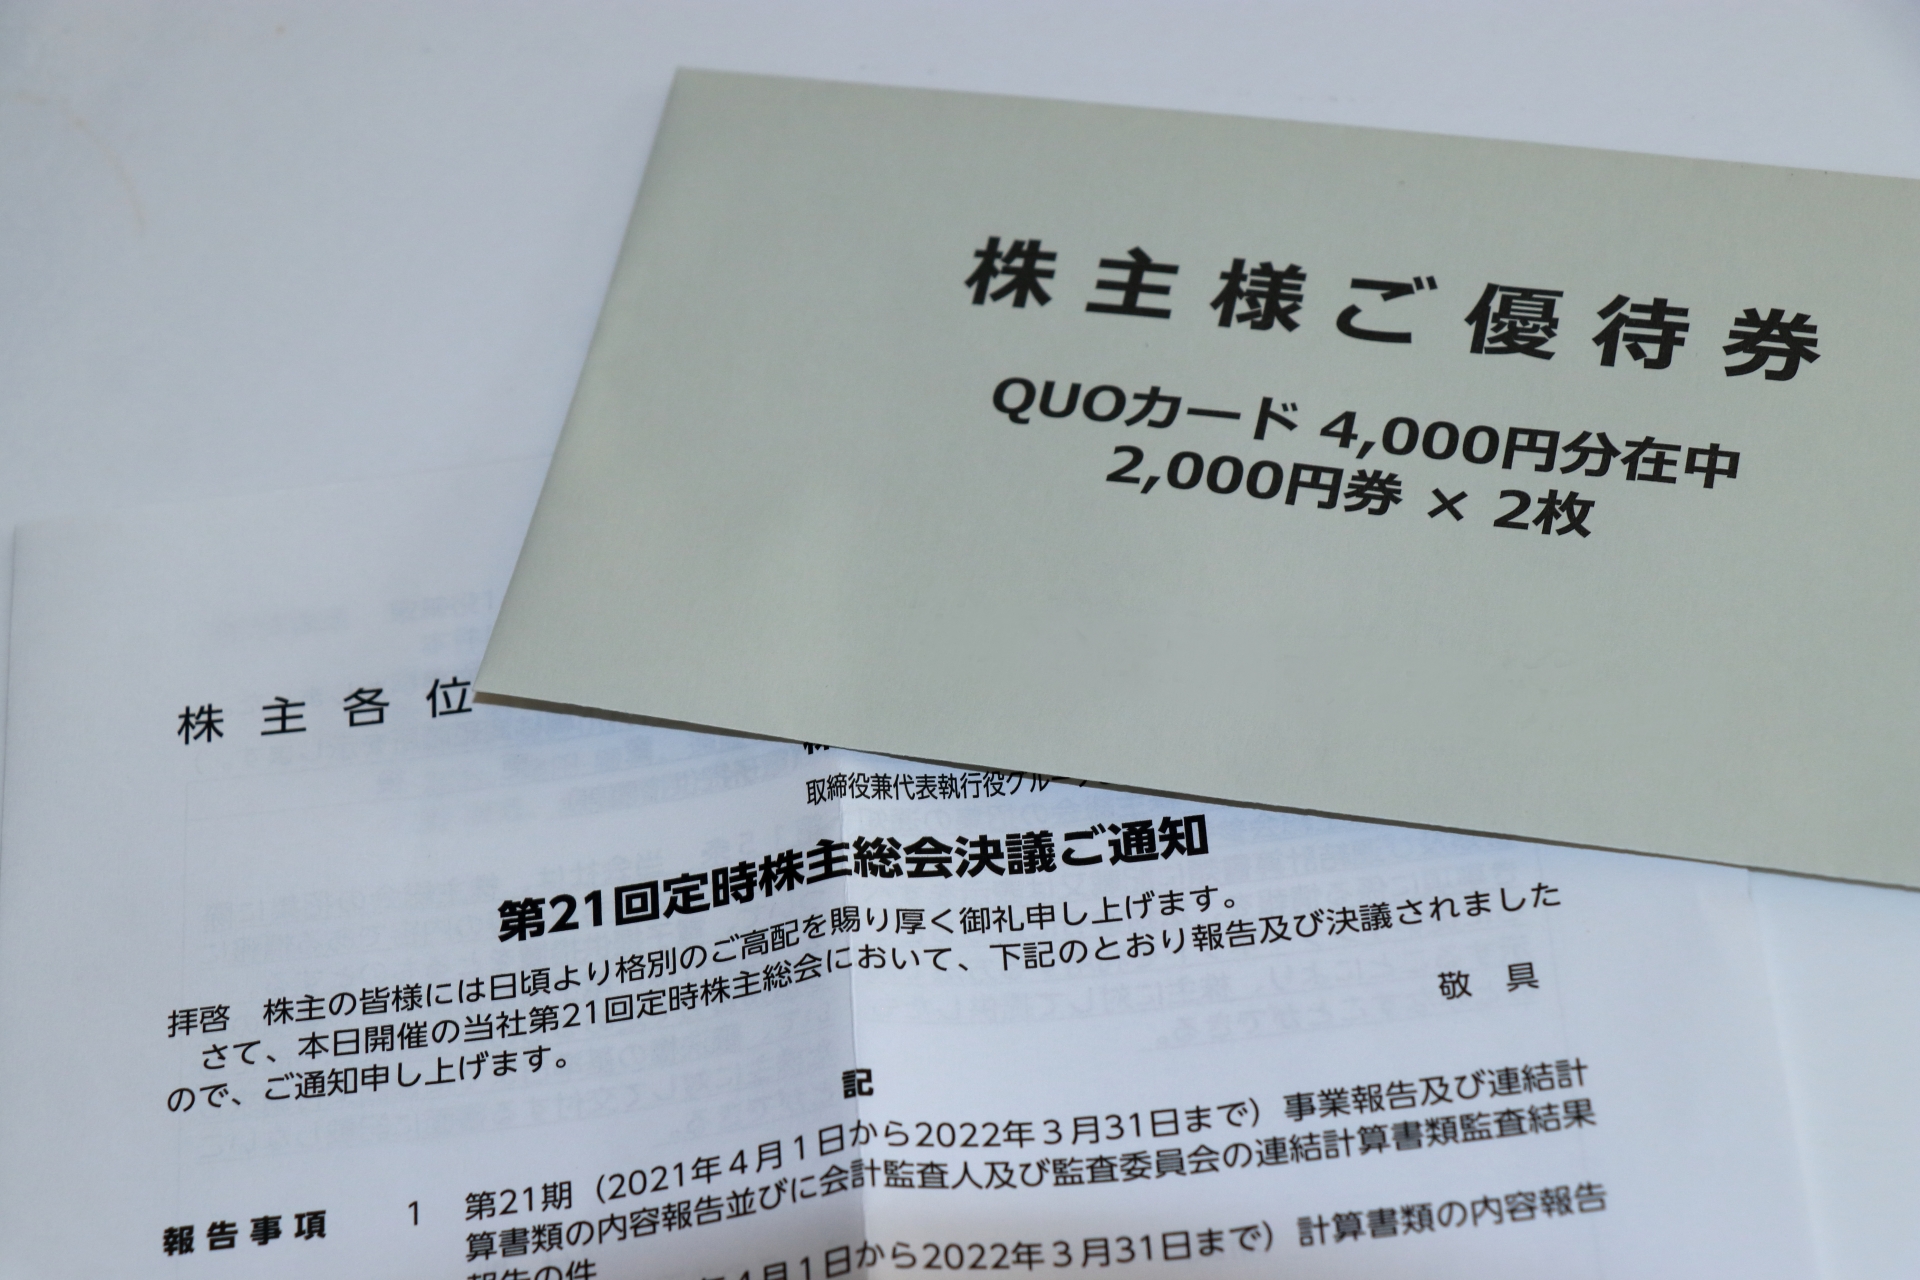 株主様ご優待券
QUOカード 4,000円分在中
2,000円券 × 2枚
株主各位
取締役兼代表執行役グルー
第21回定時株主総会決議ご通知
拝啓　株主の皆様には日頃より格別のご高配を賜り厚く御礼申し上げます。
さて、本日開催の当社第21回定時株主総会において、下記のとおり報告及び決議されました
ので、ご通知申し上げます。
敬具
記
報告事項　1　第21期（2021年4月1日から2022年3月31日まで）事業報告及び連結計
算書類の内容報告並びに会計監査人及び監査委員会の連結計算書類監査結果
報告の件
年4月1日から2022年3月31日まで）計算書類の内容報告